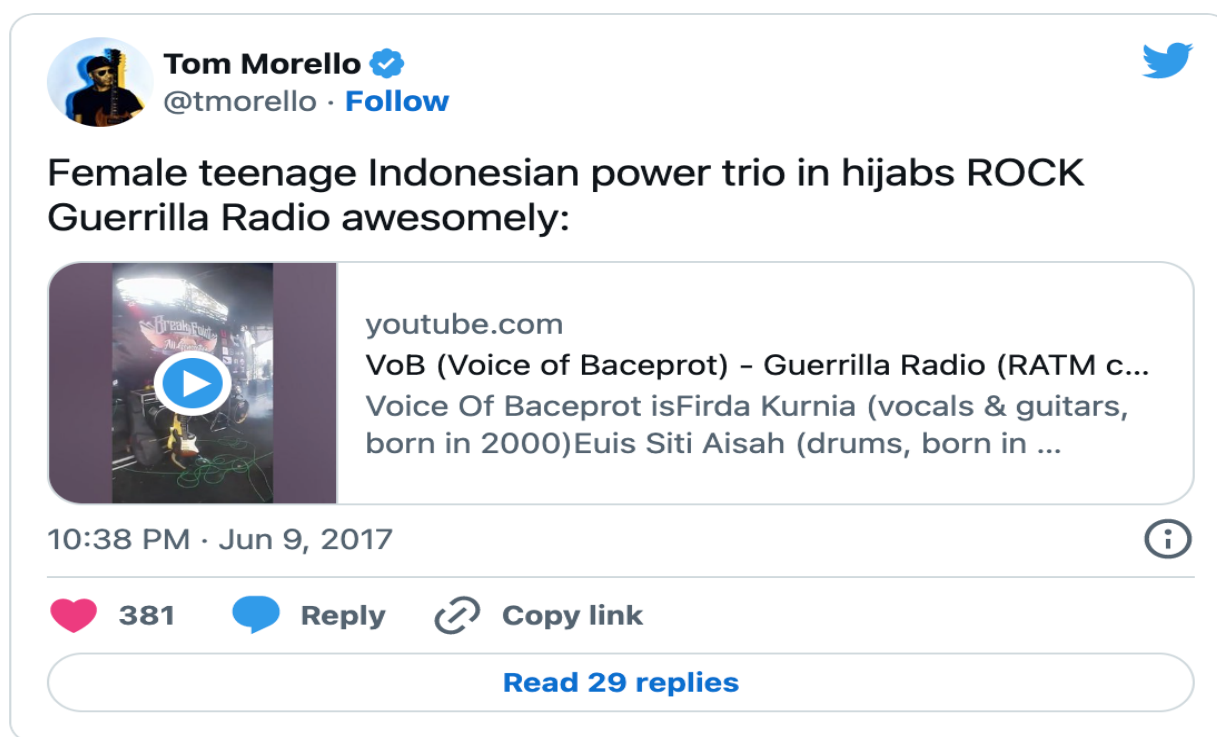 Tom Morello
@tmorello · Follow
Female teenage Indonesian power trio in hijabs ROCK
Guerrilla Radio awesomely:
youtube.com
VoB (Voice of Baceprot) - Guerrilla Radio (RATM c...
Voice Of Baceprot isFirda Kurnia (vocals & guitars,
born in 2000)Euis Siti Aisah (drums, born in ...
10:38 PM · Jun 9, 2017
381 Reply Copy link
Read 29 replies